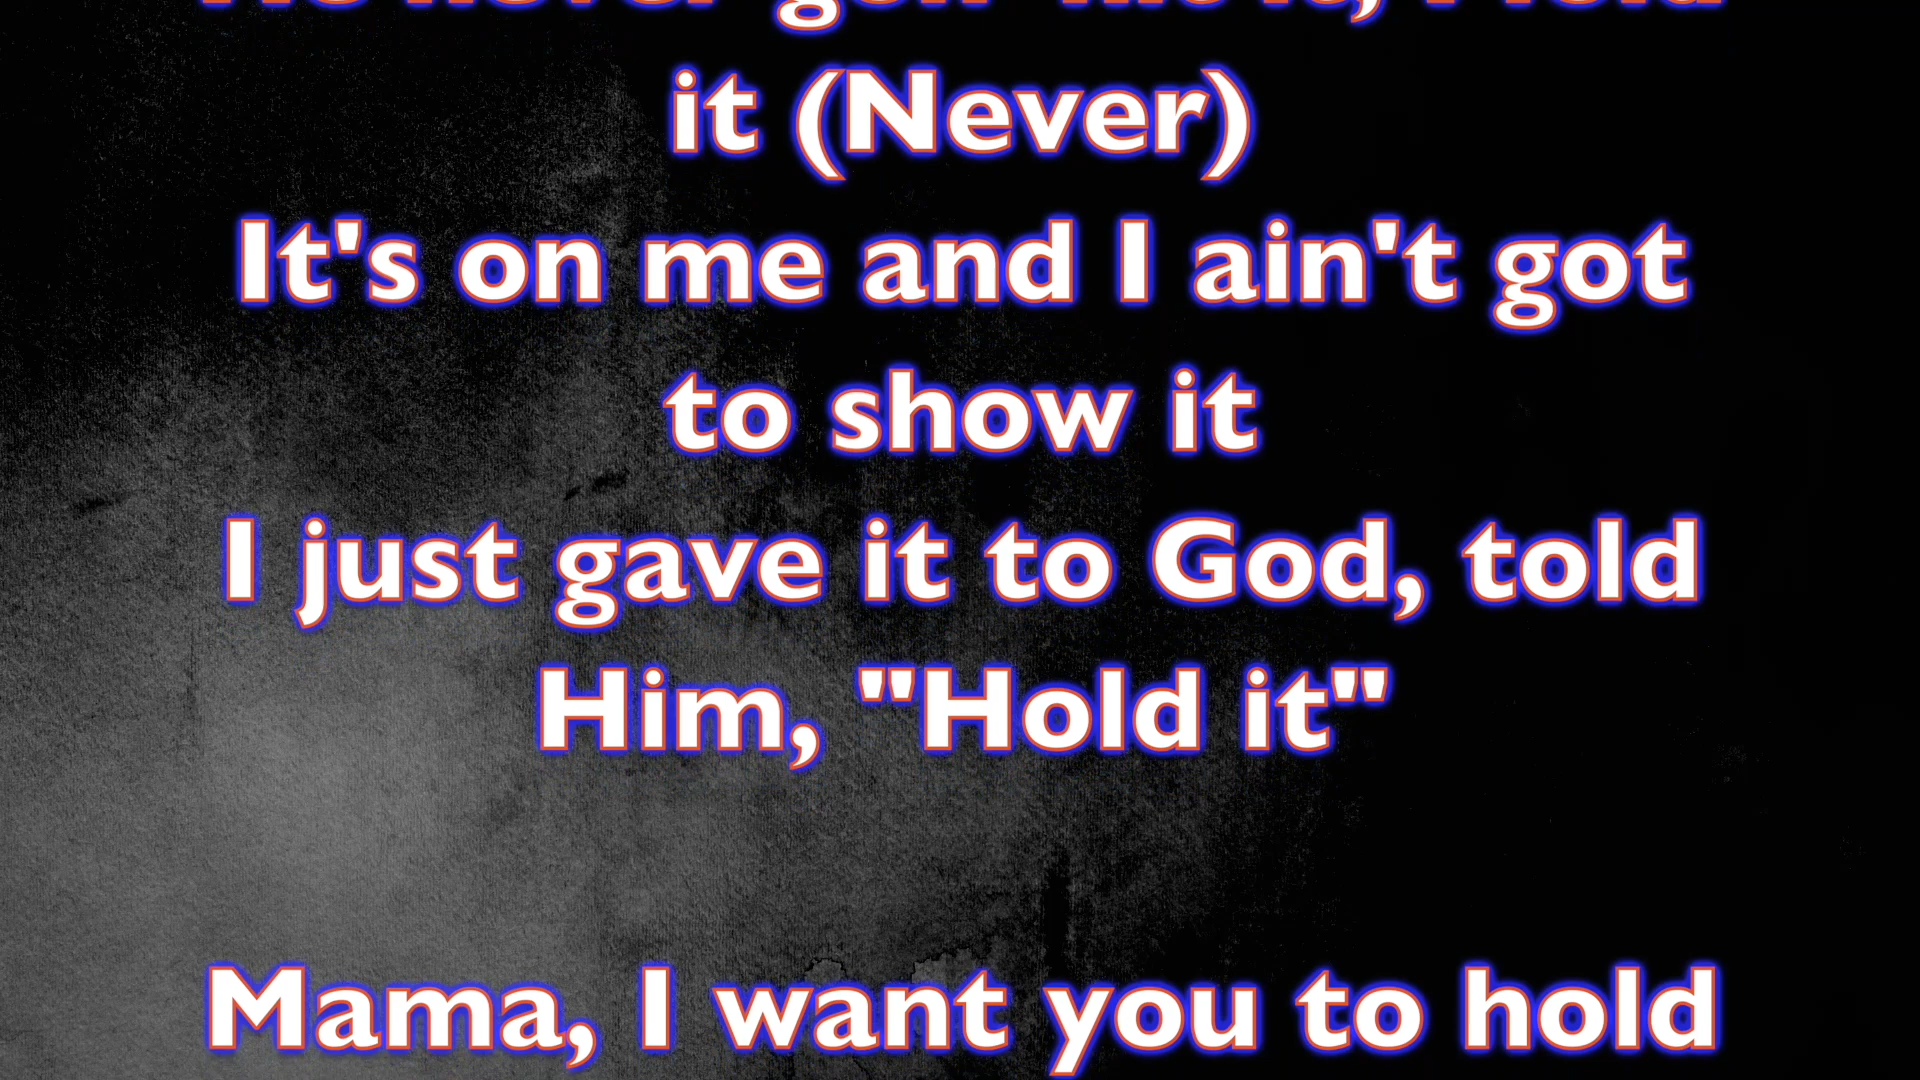 it (Never)
It's on me and I ain't got
to show it
I just gave it to God, told
Him, "Hold it"
Mama, I want you to hold